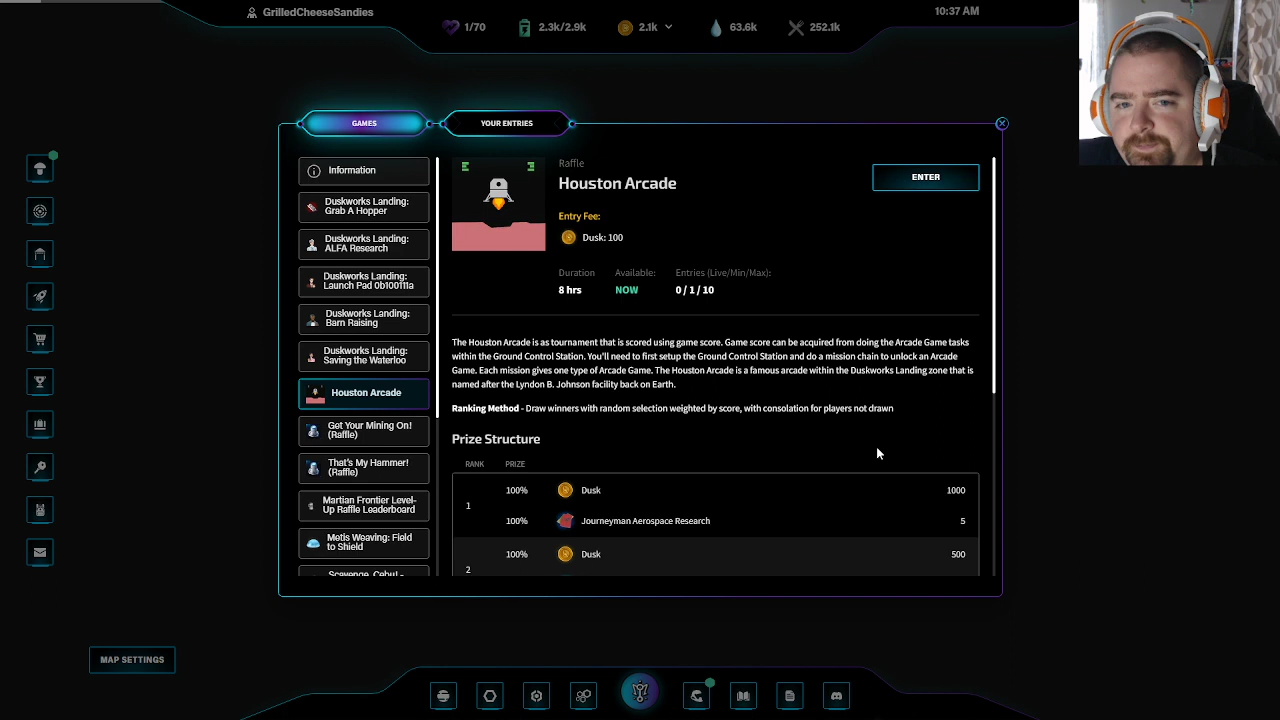 GrilledCheeseSandies
1/70
2.3k/2.9k
2.1k
63.6k
252.1k
10:37 AM
GAMES
YOUR ENTRIES
Information
Duskworks Landing:
Grab A Hopper
Duskworks Landing:
ALFA Research
Duskworks Landing:
Launch Pad 0b100111a
Duskworks Landing:
Barn Raising
Duskworks Landing:
Saving the Waterloo
Houston Arcade
Get Your Mining On!
(Raffle)
That's My Hammer!
(Raffle)
Martian Frontier Level-
Up Raffle Leaderboard
Metis Weaving: Field
to Shield
Scavenge, Cebu! -
Raffle
Houston Arcade
ENTER
Entry Fee:
Dusk: 100
Duration
Available:
Entries (Live/Min/Max):
8 hrs
NOW
0 / 1 / 10
The Houston Arcade is as tournament that is scored using game score. Game score can be acquired from doing the Arcade Game tasks
within the Ground Control Station. You'll need to first setup the Ground Control Station and do a mission chain to unlock an Arcade
Game. Each mission gives one type of Arcade Game. The Houston Arcade is a famous arcade within the Duskworks Landing zone that is
named after the Lyndon B. Johnson facility back on Earth.
Ranking Method - Draw winners with random selection weighted by score, with consolation for players not drawn
Prize Structure
RANK
PRIZE
1
100%
Dusk
1000
100%
Journeyman Aerospace Research
5
2
100%
Dusk
500
MAP SETTINGS